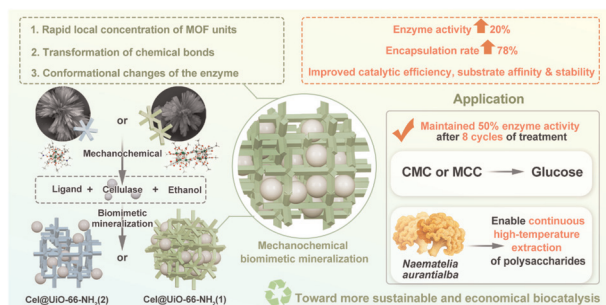 1. Rapid local concentration of MOF units
2. Transformation of chemical bonds
3. Conformational changes of the enzyme
Enzyme activity 20%
Encapsulation rate 78%
Improved catalytic efficiency, substrate affinity & stability
or
Mechanochemical
Ligand + Cellulase + Ethanol
Biomimetic
mineralization
or
Cel@UiO-66-NH₂(2)
Cel@UiO-66-NH₂(1)
Mechanochemical
biomimetic mineralization
Application
Maintained 50% enzyme activity
after 8 cycles of treatment
CMC or MCC Glucose
Naematelia
aurantialba
Enable continuous
high-temperature
extraction
of polysaccharides
Toward more sustainable and economical biocatalysis